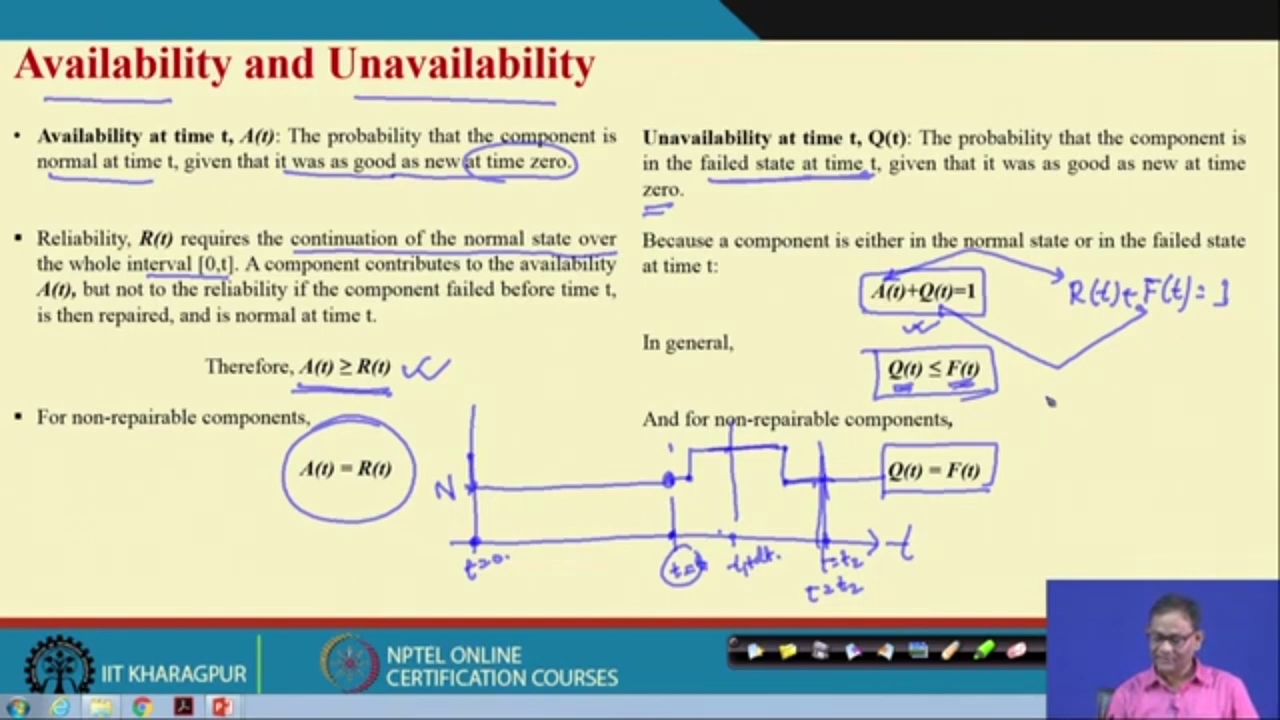 Availability and Unavailability
• Availability at time t, A(t): The probability that the component is
normal at time t, given that it was as good as new at time zero.
▪ Reliability, R(t) requires the continuation of the normal state over
the whole interval [0,t]. A component contributes to the availability
A(t), but not to the reliability if the component failed before time t,
is then repaired, and is normal at time t.
Therefore, A(t) ≥ R(t)
▪ For non-repairable components,
A(t) = R(t)
Unavailability at time t, Q(t): The probability that the component is
in the failed state at time t, given that it was as good as new at time
zero.
Because a component is either in the normal state or in the failed state
at time t:
A(t)+Q(t)=1
R(t)+F(t)=1
In general,
Q(t) ≤ F(t)
And for non-repairable components,
Q(t) = F(t)
N
t=0.
t
t=t2
t=t2
IIT KHARAGPUR
NPTEL ONLINE
CERTIFICATION COURSES